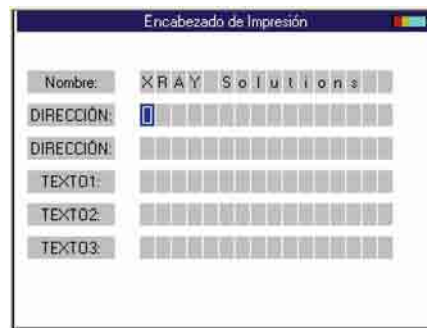 Encabezado de Impresión
Nombre: XRAY Solutions
DIRECCIÓN:
DIRECCIÓN:
TEXTO1:
TEXTO2:
TEXTO3: